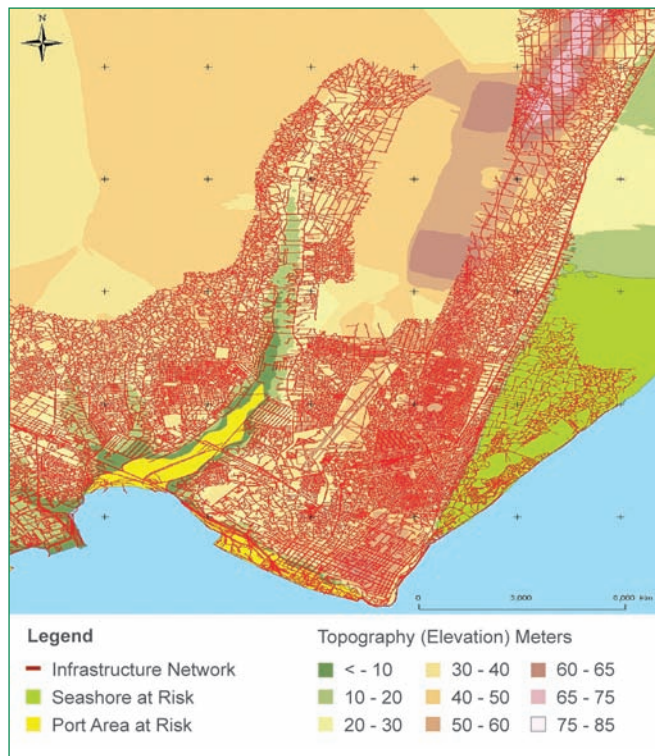 N
0 3,000 6,000 Km
Legend
Infrastructure Network
Seashore at Risk
Port Area at Risk
Topography (Elevation) Meters
< - 10
10 - 20
20 - 30
30 - 40
40 - 50
50 - 60
60 - 65
65 - 75
75 - 85